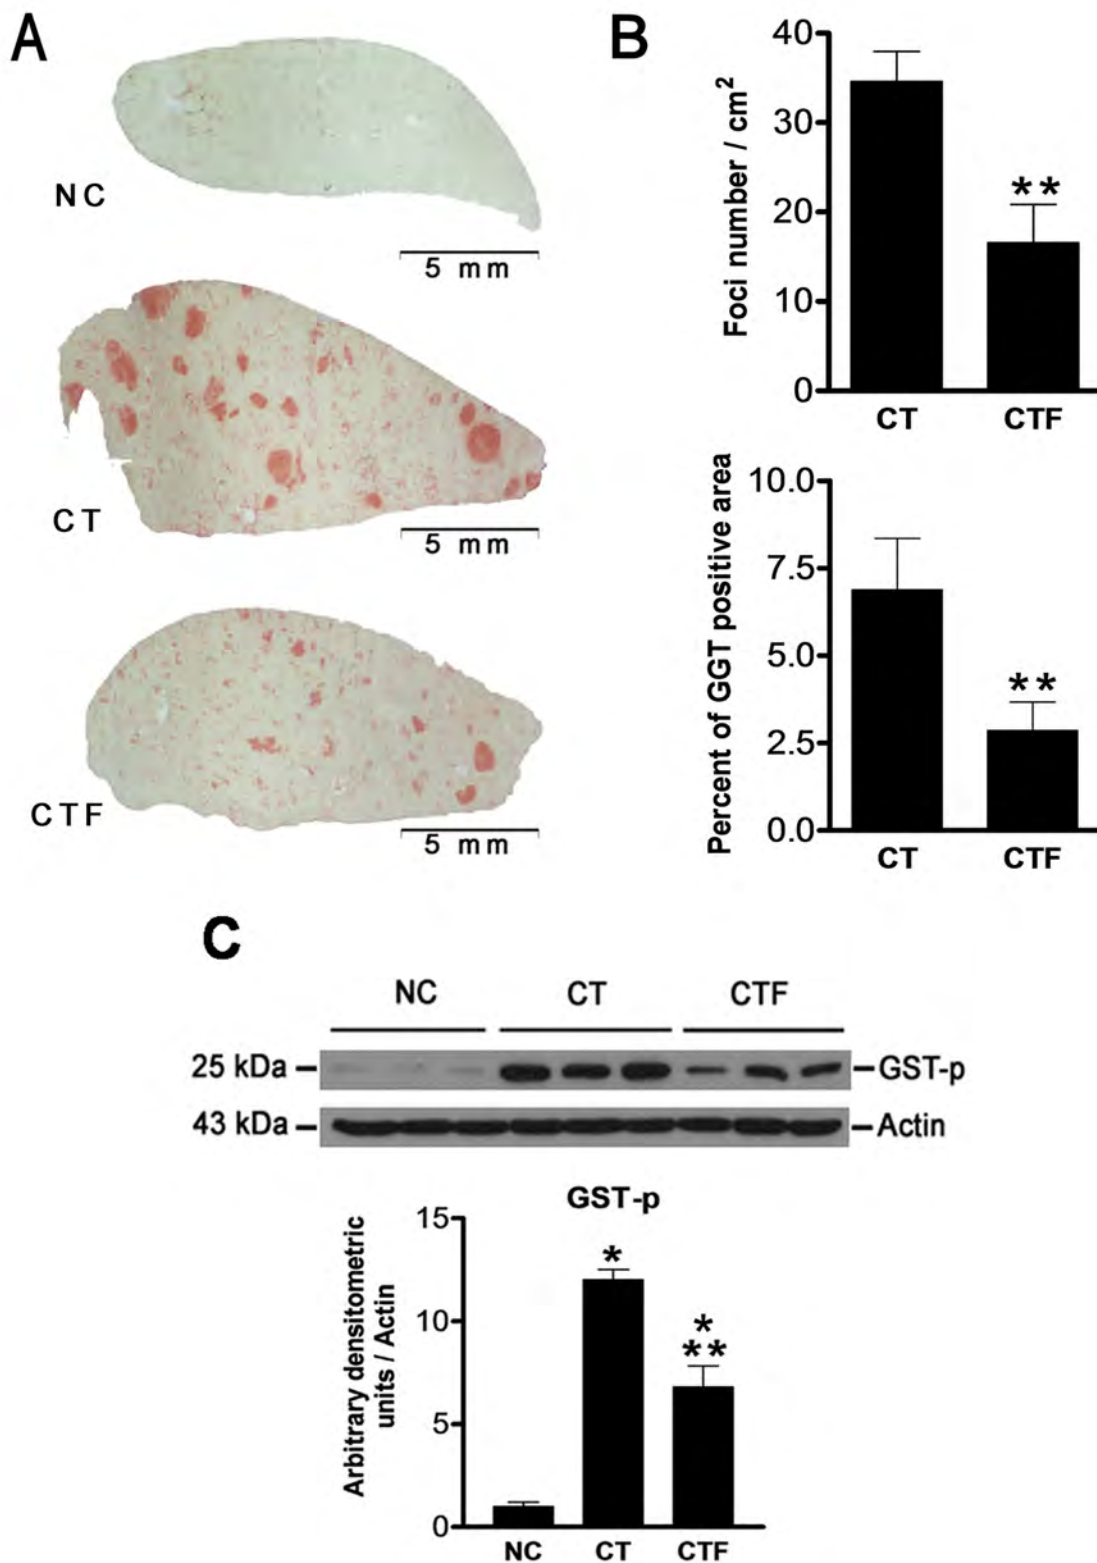 A
NC
5 mm
CT
5 mm
CTF
5 mm
B
Foci number / cm²
40
30
20
10
0
**
CT
CTF
Percent of GGT positive area
10.0
7.5
5.0
2.5
0.0
**
CT
CTF
C
NC
CT
CTF
25 kDa
GST-p
43 kDa
Actin
GST-p
Arbitrary densitometric
units / Actin
15
10
5
0
*
*
**
NC
CT
CTF